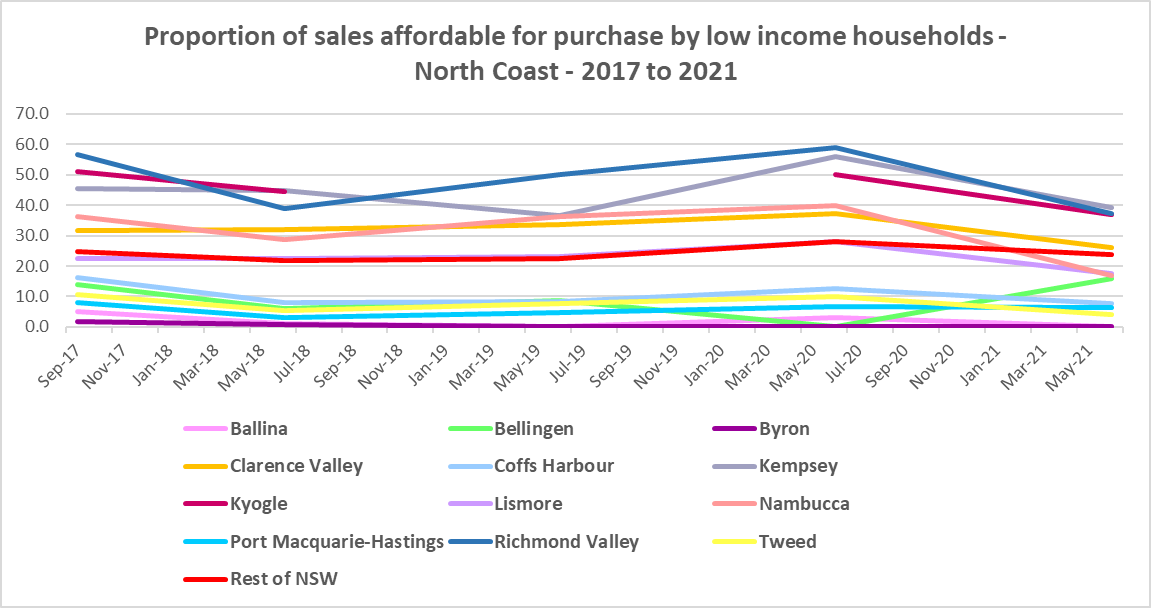 Proportion of sales affordable for purchase by low income households -
North Coast - 2017 to 2021
70.0
60.0
50.0
40.0
30.0
20.0
10.0
0.0
Sep-17 Nov-17 Jan-18 Mar-18 May-18 Jul-18 Sep-18 Nov-18 Jan-19 Mar-19 May-19 Jul-19 Sep-19 Nov-19 Jan-20 Mar-20 May-20 Jul-20 Sep-20 Nov-20 Jan-21 Mar-21 May-21
Ballina Bellingen Byron
Clarence Valley Coffs Harbour Kempsey
Kyogle Lismore Nambucca
Port Macquarie-Hastings Richmond Valley Tweed
Rest of NSW